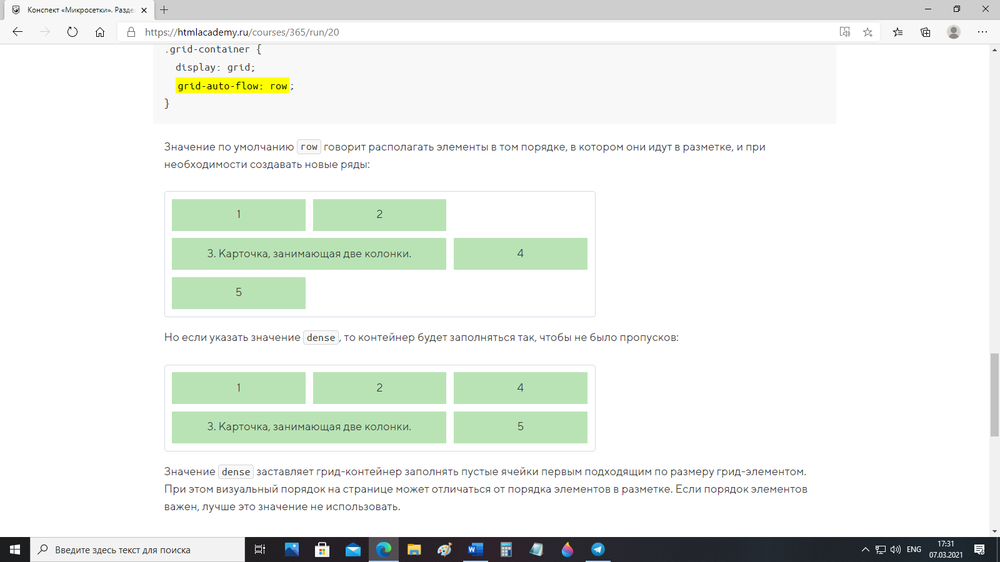 Конспект «Микросетки». Разде
https://htmlacademy.ru/courses/365/run/20
.grid-container {
display: grid;
grid-auto-flow: row;
}
Значение по умолчанию row говорит располагать элементы в том порядке, в котором они идут в разметке, и при
необходимости создавать новые ряды:
1 2
3. Карточка, занимающая две колонки. 4
5
Но если указать значение dense, то контейнер будет заполняться так, чтобы не было пропусков:
1 2 4
3. Карточка, занимающая две колонки. 5
Значение dense заставляет грид-контейнер заполнять пустые ячейки первым подходящим по размеру грид-элементом.
При этом визуальный порядок на странице может отличаться от порядка элементов в разметке. Если порядок элементов
важен, лучше это значение не использовать.
Введите здесь текст для поиска
W
ENG
17:31
07.03.2021